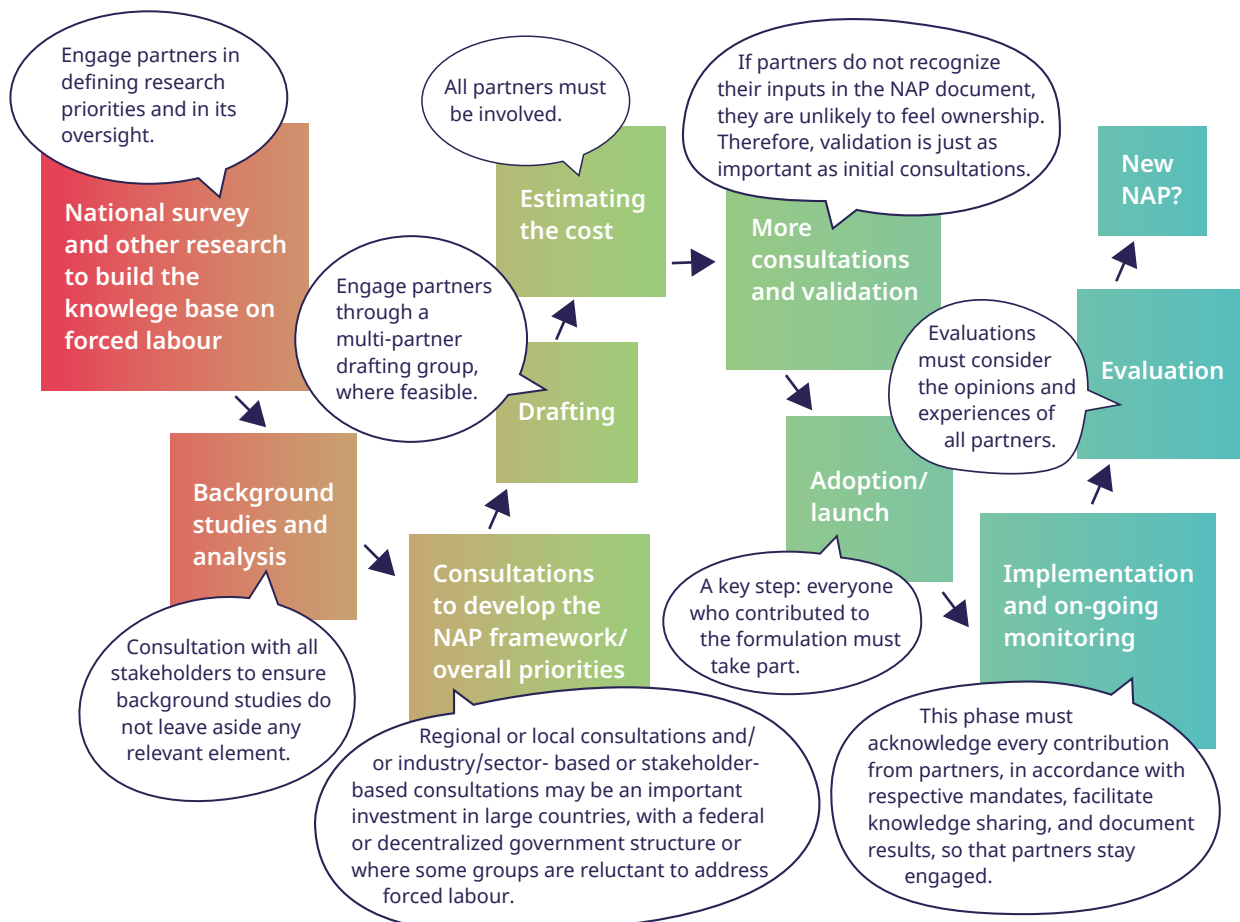 Engage partners in
defining research
priorities and in its
oversight.
National survey
and other research
to build the
knowlege base on
forced labour
Background
studies and
analysis
Consultation with all
stakeholders to ensure
background studies do
not leave aside any
relevant element.
Consultations
to develop the
NAP framework/
overall priorities
Regional or local consultations and/
or industry/sector- based or stakeholder-
based consultations may be an important
investment in large countries, with a federal
or decentralized government structure or
where some groups are reluctant to address
forced labour.
Engage partners
through a
multi-partner
drafting group,
where feasible.
Drafting
All partners must
be involved.
Estimating
the cost
If partners do not recognize
their inputs in the NAP document,
they are unlikely to feel ownership.
Therefore, validation is just as
important as initial consultations.
More
consultations
and validation
Adoption/
launch
A key step: everyone
who contributed to
the formulation must
take part.
Implementation
and on-going
monitoring
This phase must
acknowledge every contribution
from partners, in accordance with
respective mandates, facilitate
knowledge sharing, and document
results, so that partners stay
engaged.
Evaluations
must consider
the opinions and
experiences of
all partners.
Evaluation
New
NAP?